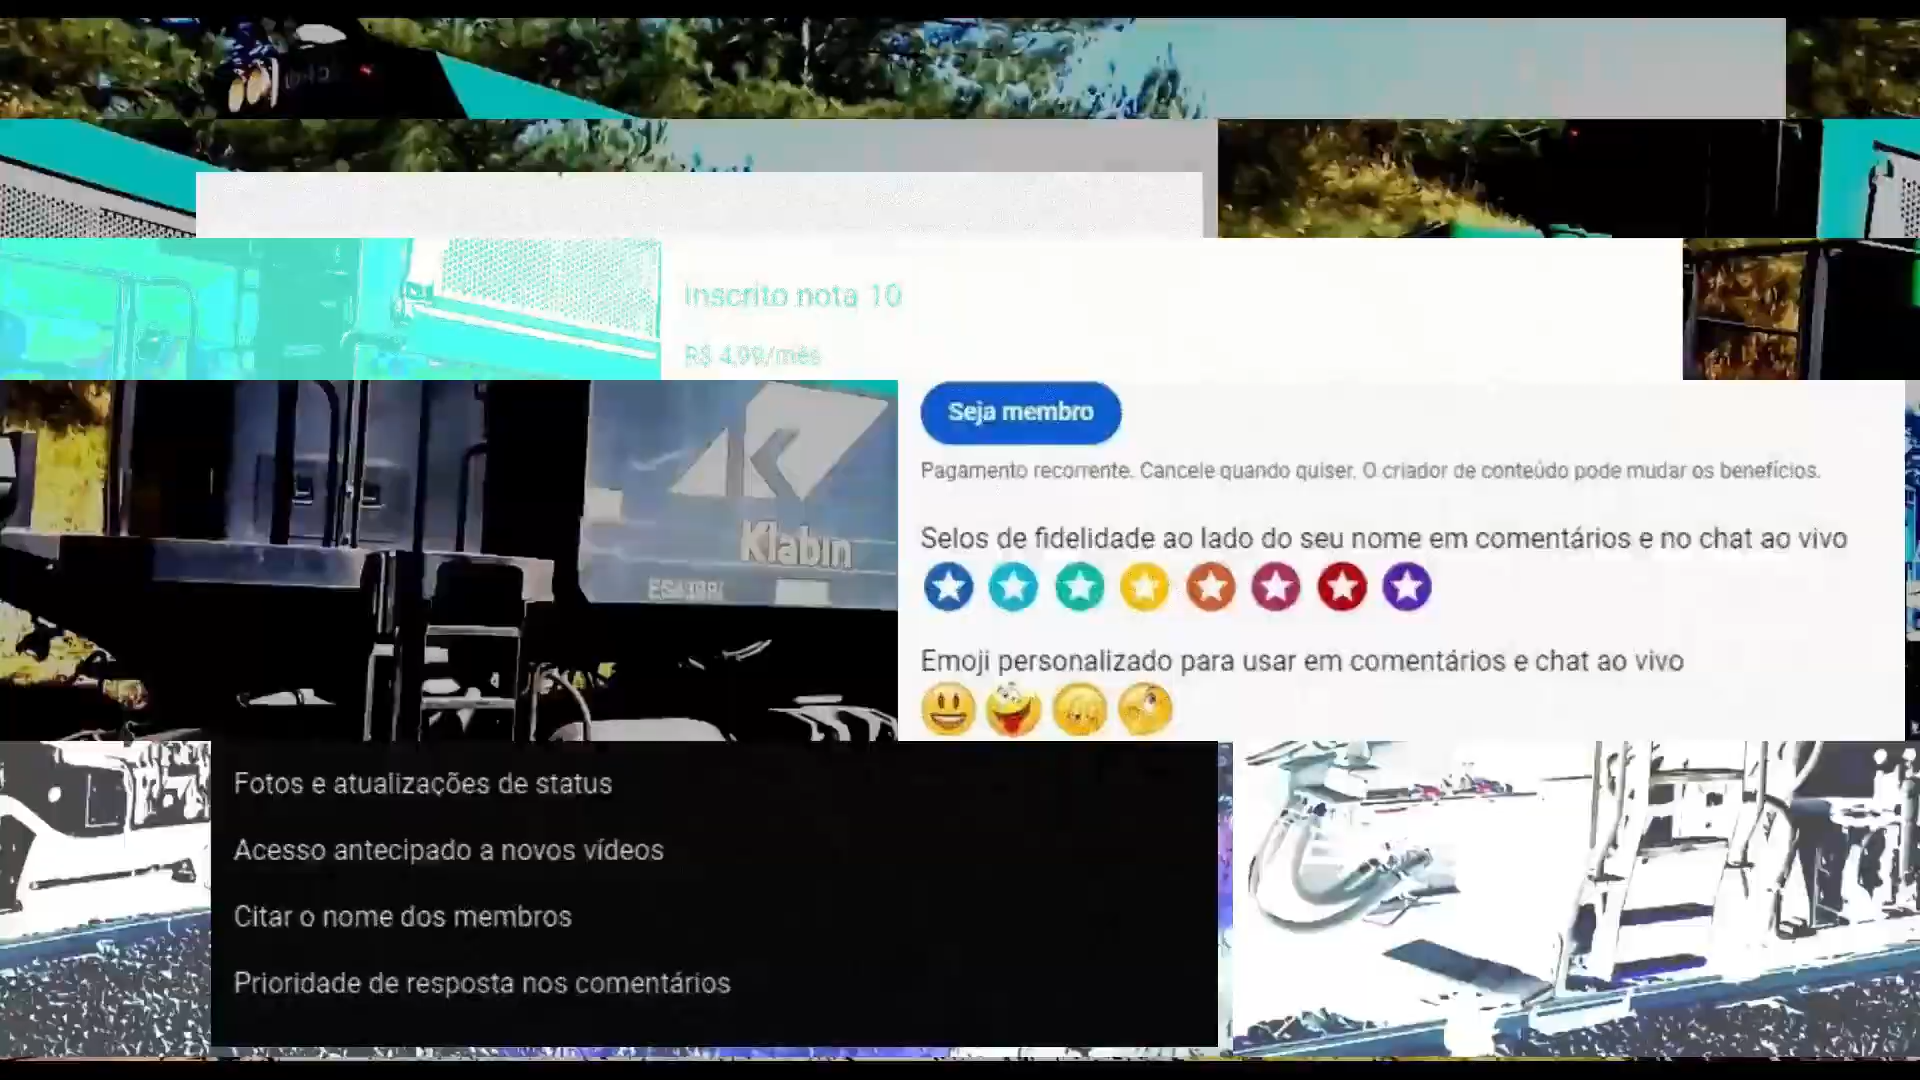 Inscrito nota 10
R$ 4,99/mês
Seja membro
Pagamento recorrente. Cancele quando quiser. O criador de conteúdo pode mudar os benefícios.
Selos de fidelidade ao lado do seu nome em comentários e no chat ao vivo
Klabin
Emoji personalizado para usar em comentários e chat ao vivo
Fotos e atualizações de status
Acesso antecipado a novos vídeos
Citar o nome dos membros
Prioridade de resposta nos comentários